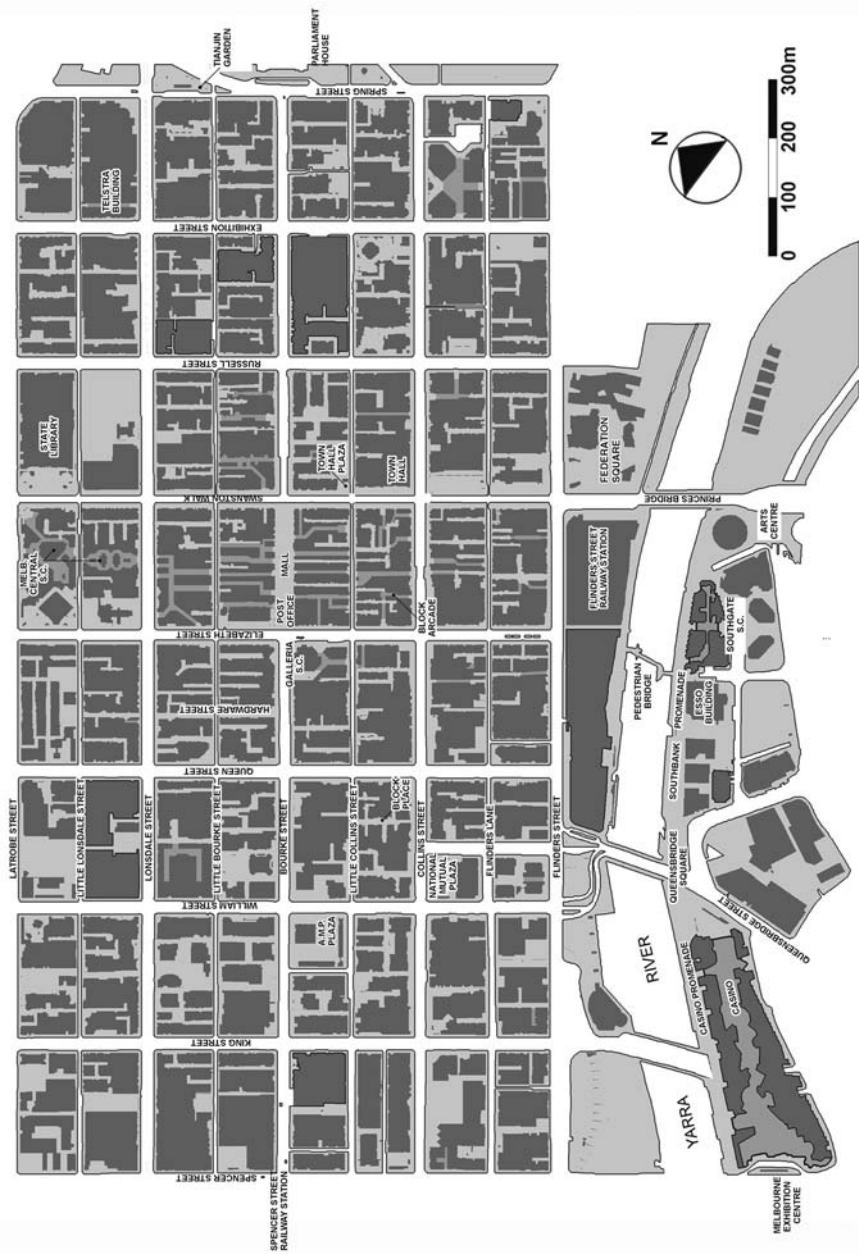 TIANJIN
GARDEN
PARLIAMENT
HOUSE
SPRING STREET
TELSTRA
BUILDING
EXHIBITION STREET
RUSSELL STREET
STATE
LIBRARY
TOWN
HALL
PLAZA
TOWN
HALL
FEDERATION
SQUARE
SWANSTON WALK
PRINCES BRIDGE
MELB.
CENTRAL
S.C.
POST
OFFICE
MALL
BLOCK
ARCADE
FLINDERS STREET
RAILWAY STATION
ARTS
CENTRE
SOUTHGATE
S.C.
ELIZABETH STREET
GALLERIA
S.C.
HARDWARE STREET
PEDESTRIAN
BRIDGE
PROMENADE
ESSO
BUILDING
SOUTHBANK
QUEEN STREET
LATROBE STREET
LITTLE LONSDALE STREET
LONSDALE STREET
LITTLE BOURKE STREET
BOURKE STREET
LITTLE COLLINS STREET
BLOCK
PLACE
COLLINS STREET
NATIONAL
MUTUAL
PLAZA
FLINDERS LANE
FLINDERS STREET
QUEENSBRIDGE
SQUARE
WILLIAM STREET
A.M.P.
PLAZA
QUEENSBRIDGE STREET
RIVER
CASINO PROMENADE
CASINO
KING STREET
YARRA
SPENCER STREET
SPENCER STREET
RAILWAY STATION
MELBOURNE
EXHIBITION
CENTRE
N
0 100 200 300m